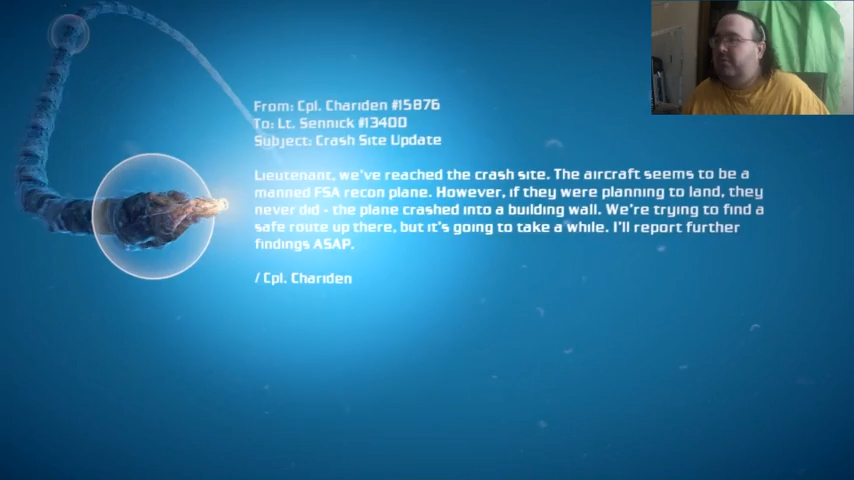 From: Cpl. Chariden #15876
To: Lt. Sennick #13400
Subject: Crash Site Update
Lieutenant, we've reached the crash site. The aircraft seems to be a
manned FSA recon plane. However, if they were planning to land, they
never did - the plane crashed into a building wall. We're trying to find a
safe route up there, but it's going to take a while. I'll report further
findings ASAP.
/ Cpl. Chariden